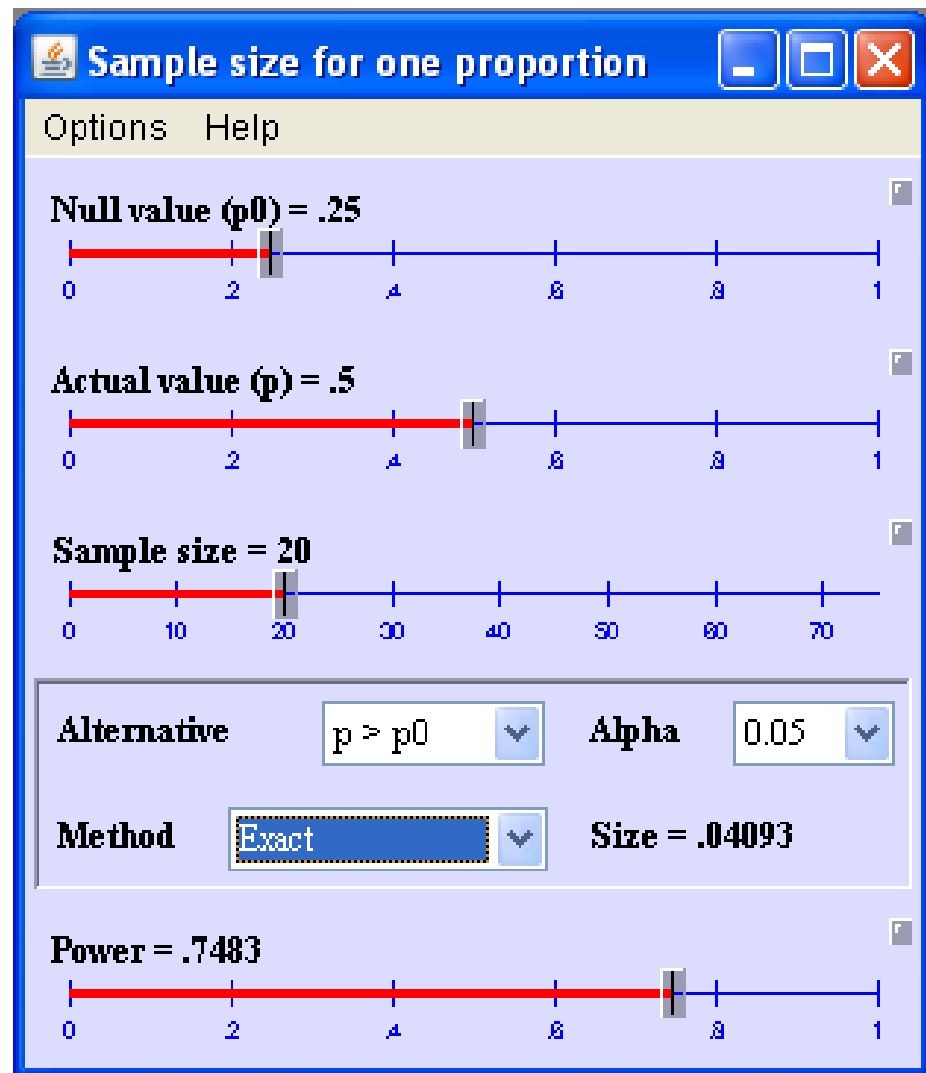 Sample size for one proportion
Options Help
Null value (p0) = .25
0 .2 .4 .6 .8 1
Actual value (p) = .5
0 .2 .4 .6 .8 1
Sample size = 20
0 10 20 30 40 50 60 70
Alternative p > p0 Alpha 0.05
Method Exact Size = .04093
Power = .7483
0 .2 .4 .6 .8 1